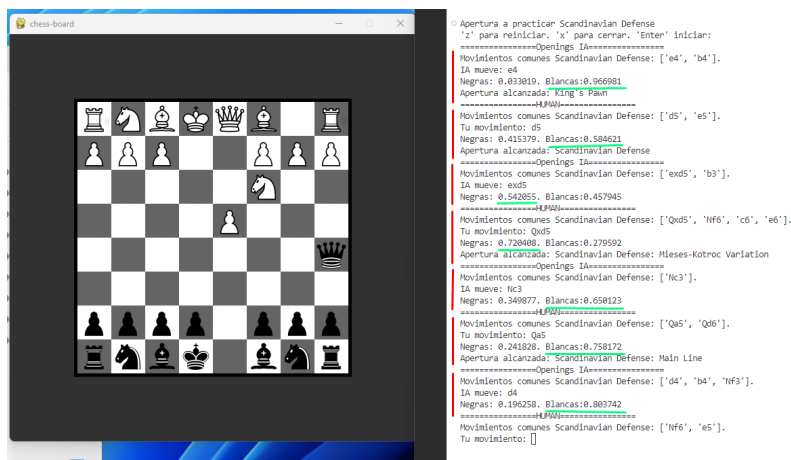 chess-board
Apertura a practicar Scandinavian Defense
'z' para reiniciar. 'x' para cerrar. 'Enter' iniciar:
================Openings IA================
Movimientos comunes Scandinavian Defense: ['e4', 'b4'].
IA mueve: e4
Negras: 0.033019. Blancas:0.966981
Apertura alcanzada: King's Pawn
================HUMAN================
Movimientos comunes Scandinavian Defense: ['d5', 'e5'].
Tu movimiento: d5
Negras: 0.415379. Blancas:0.584621
Apertura alcanzada: Scandinavian Defense
================Openings IA================
Movimientos comunes Scandinavian Defense: ['exd5', 'b3'].
IA mueve: exd5
Negras: 0.542055. Blancas:0.457945
================HUMAN================
Movimientos comunes Scandinavian Defense: ['Qxd5', 'Nf6', 'c6', 'e6'].
Tu movimiento: Qxd5
Negras: 0.720408. Blancas:0.279592
Apertura alcanzada: Scandinavian Defense: Mieses-Kotroc Variation
================Openings IA================
Movimientos comunes Scandinavian Defense: ['Nc3'].
IA mueve: Nc3
Negras: 0.349877. Blancas:0.650123
================HUMAN================
Movimientos comunes Scandinavian Defense: ['Qa5', 'Qd6'].
Tu movimiento: Qa5
Negras: 0.241828. Blancas:0.758172
Apertura alcanzada: Scandinavian Defense: Main Line
================Openings IA================
Movimientos comunes Scandinavian Defense: ['d4', 'b4', 'Nf3'].
IA mueve: d4
Negras: 0.196258. Blancas:0.803742
================HUMAN================
Movimientos comunes Scandinavian Defense: ['Nf6', 'e5'].
Tu movimiento: